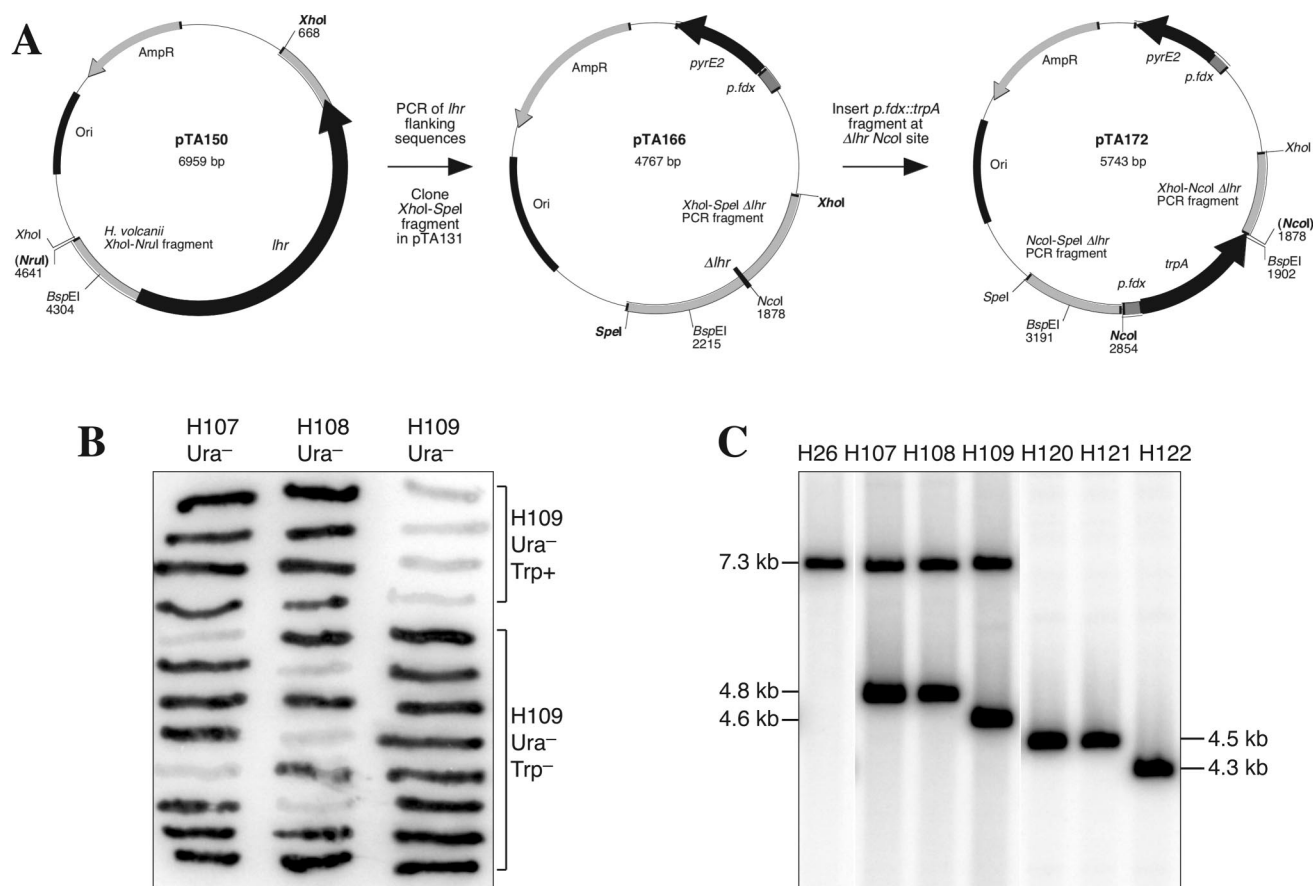 A
XhoI
668
AmpR
Ori
pTA150
6959 bp
XhoI
(NruI)
4641
H. volcanii
XhoI-NruI fragment
BspEI
4304
lhr
PCR of lhr
flanking
sequences
Clone
XhoI-SpeI
fragment
in pTA131
AmpR
pyrE2
p.fdx
pTA166
4767 bp
Ori
XhoI-SpeI Δlhr
PCR fragment
XhoI
Δlhr
NcoI
1878
BspEI
2215
SpeI
Insert p.fdx::trpA
fragment at
Δlhr NcoI site
AmpR
pyrE2
p.fdx
pTA172
5743 bp
Ori
XhoI
XhoI-NcoI Δlhr
PCR fragment
(NcoI)
1878
BspEI
1902
NcoI-SpeI Δlhr
PCR fragment
trpA
p.fdx
SpeI
BspEI
3191
NcoI
2854
B
H107 H108 H109
Ura– Ura– Ura–
H109
Ura–
Trp+
H109
Ura–
Trp–
C
H26 H107 H108 H109 H120 H121 H122
7.3 kb
4.8 kb
4.6 kb
4.5 kb
4.3 kb